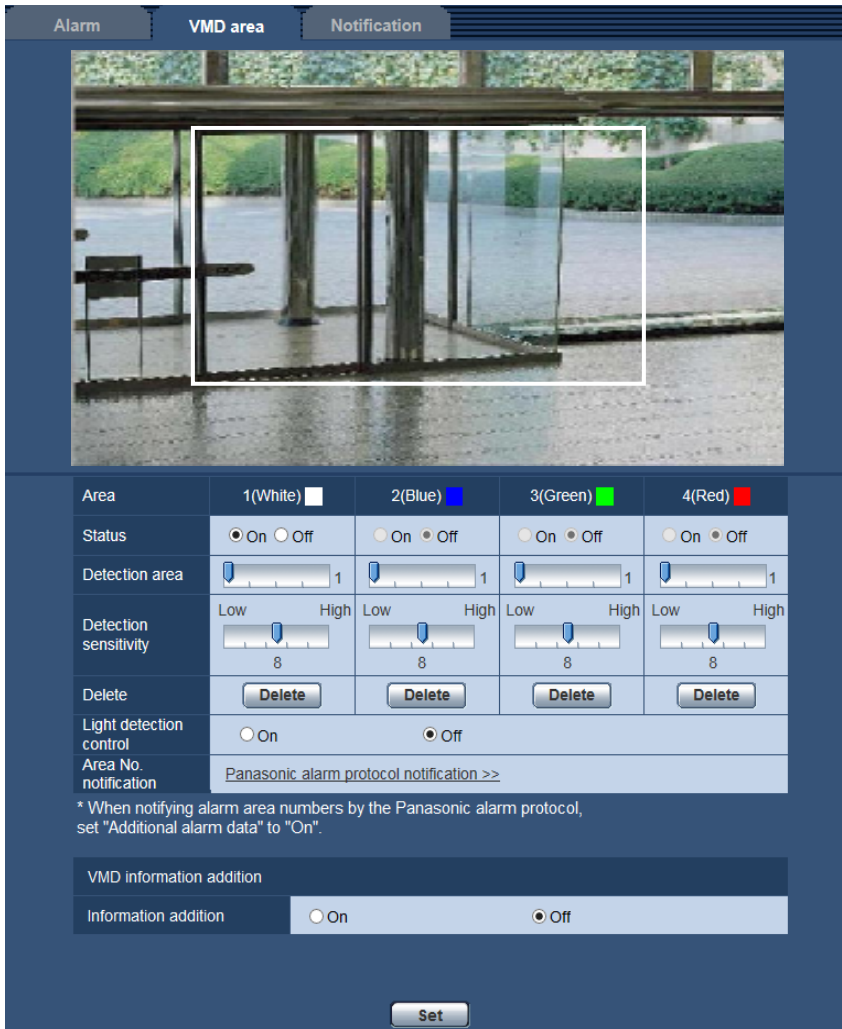 Alarm VMD area Notification
Area 1(White) 2(Blue) 3(Green) 4(Red)
Status On Off On Off On Off On Off
Detection area 1 1 1 1
Detection sensitivity Low High Low High Low High Low High
8 8 8 8
Delete Delete Delete Delete Delete
Light detection control On Off
Area No. notification Panasonic alarm protocol notification >>
* When notifying alarm area numbers by the Panasonic alarm protocol,
set "Additional alarm data" to "On".
VMD information addition
Information addition On Off
Set